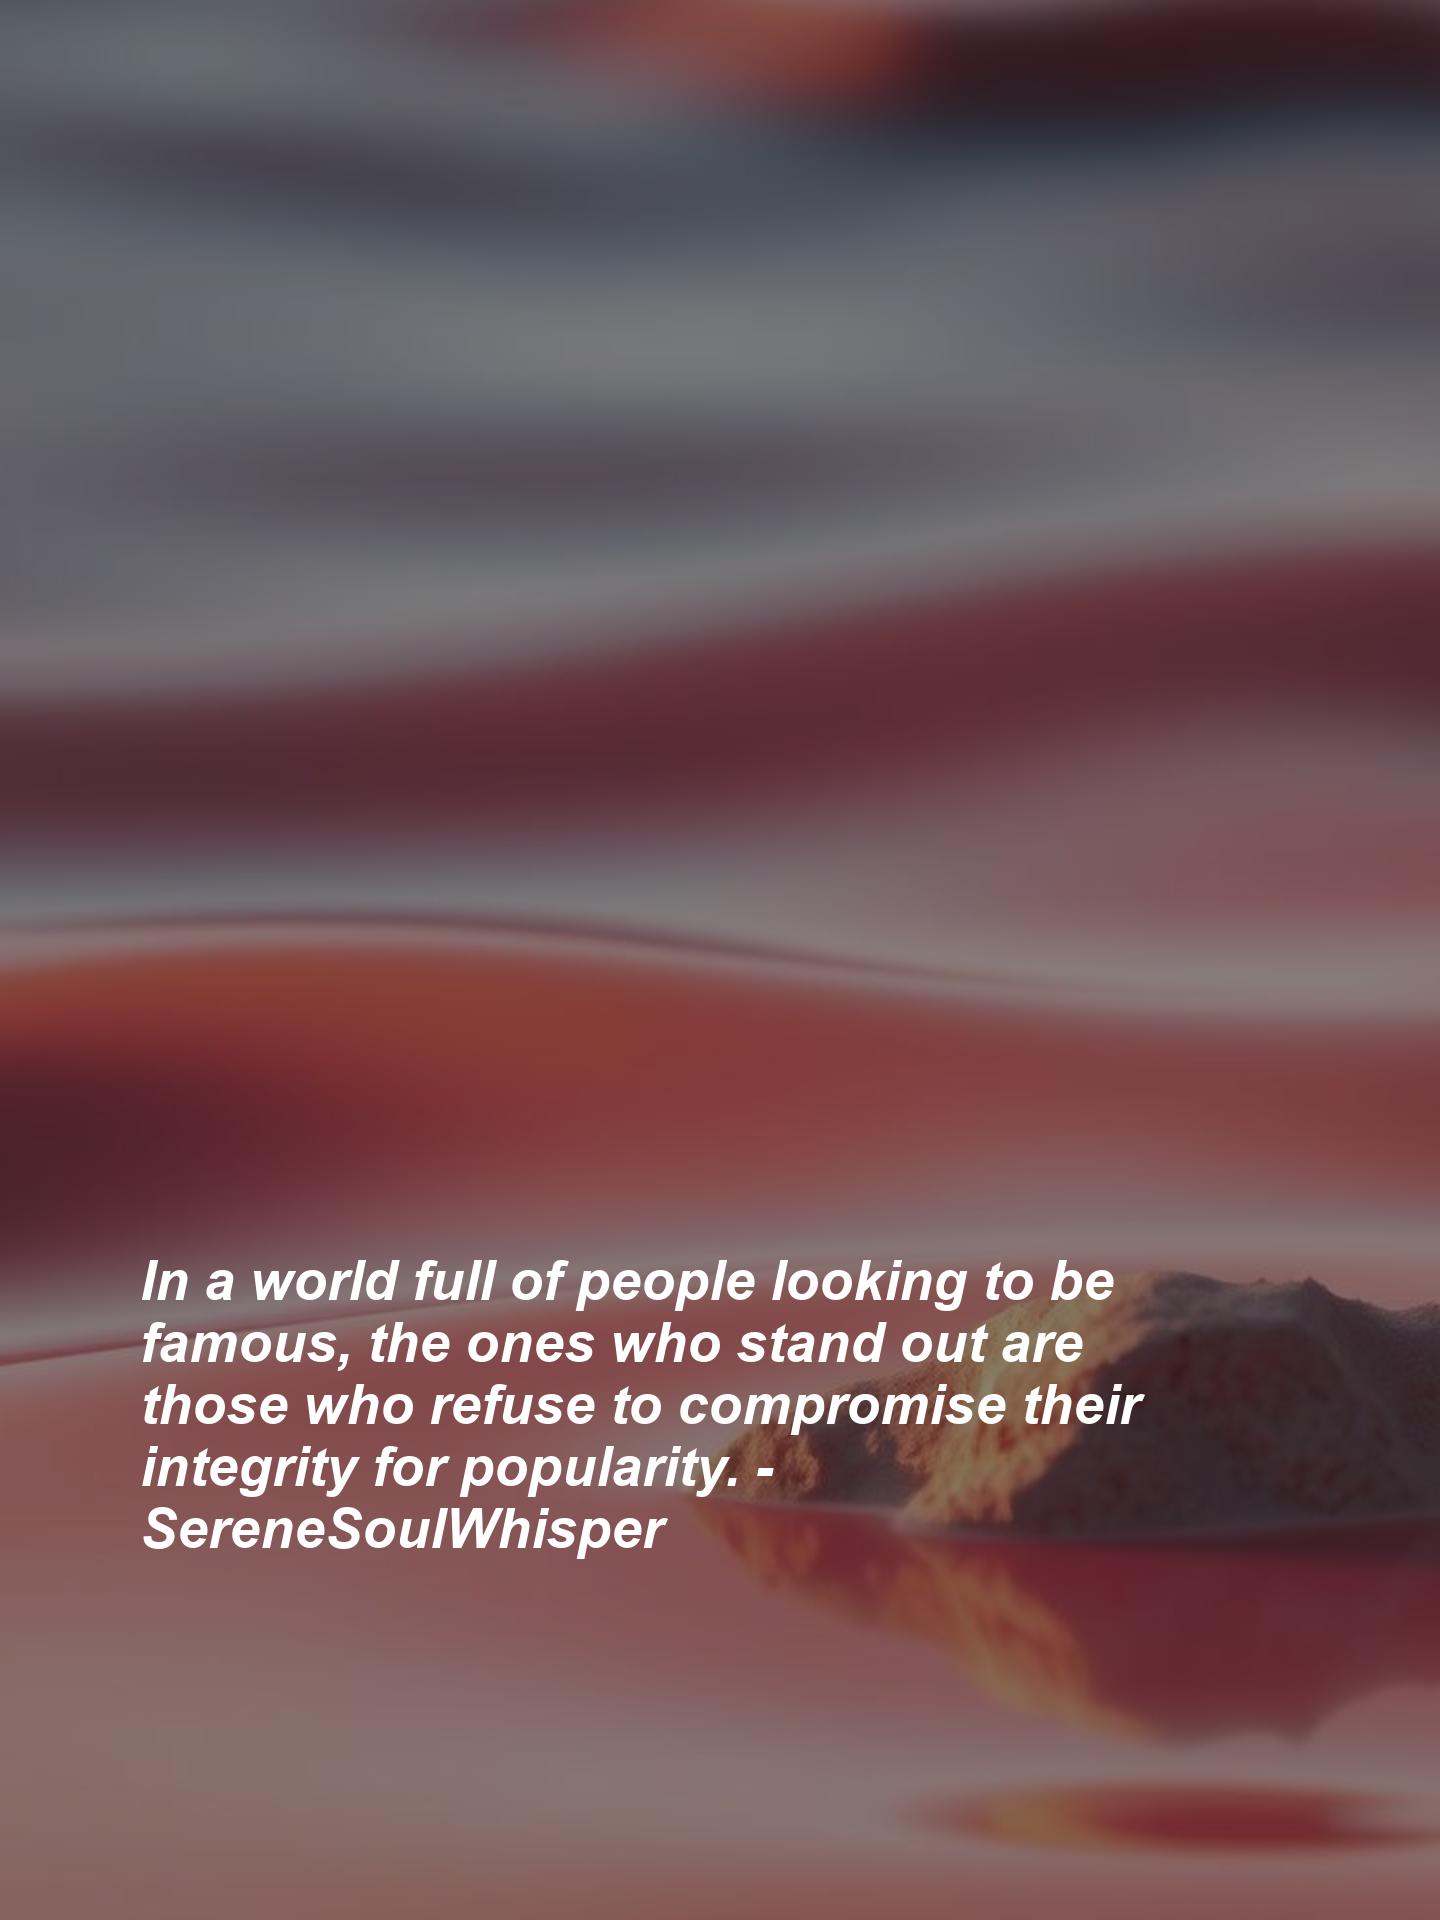 In a world full of people looking to be
famous, the ones who stand out are
those who refuse to compromise their
integrity for popularity. -
SereneSoulWhisper